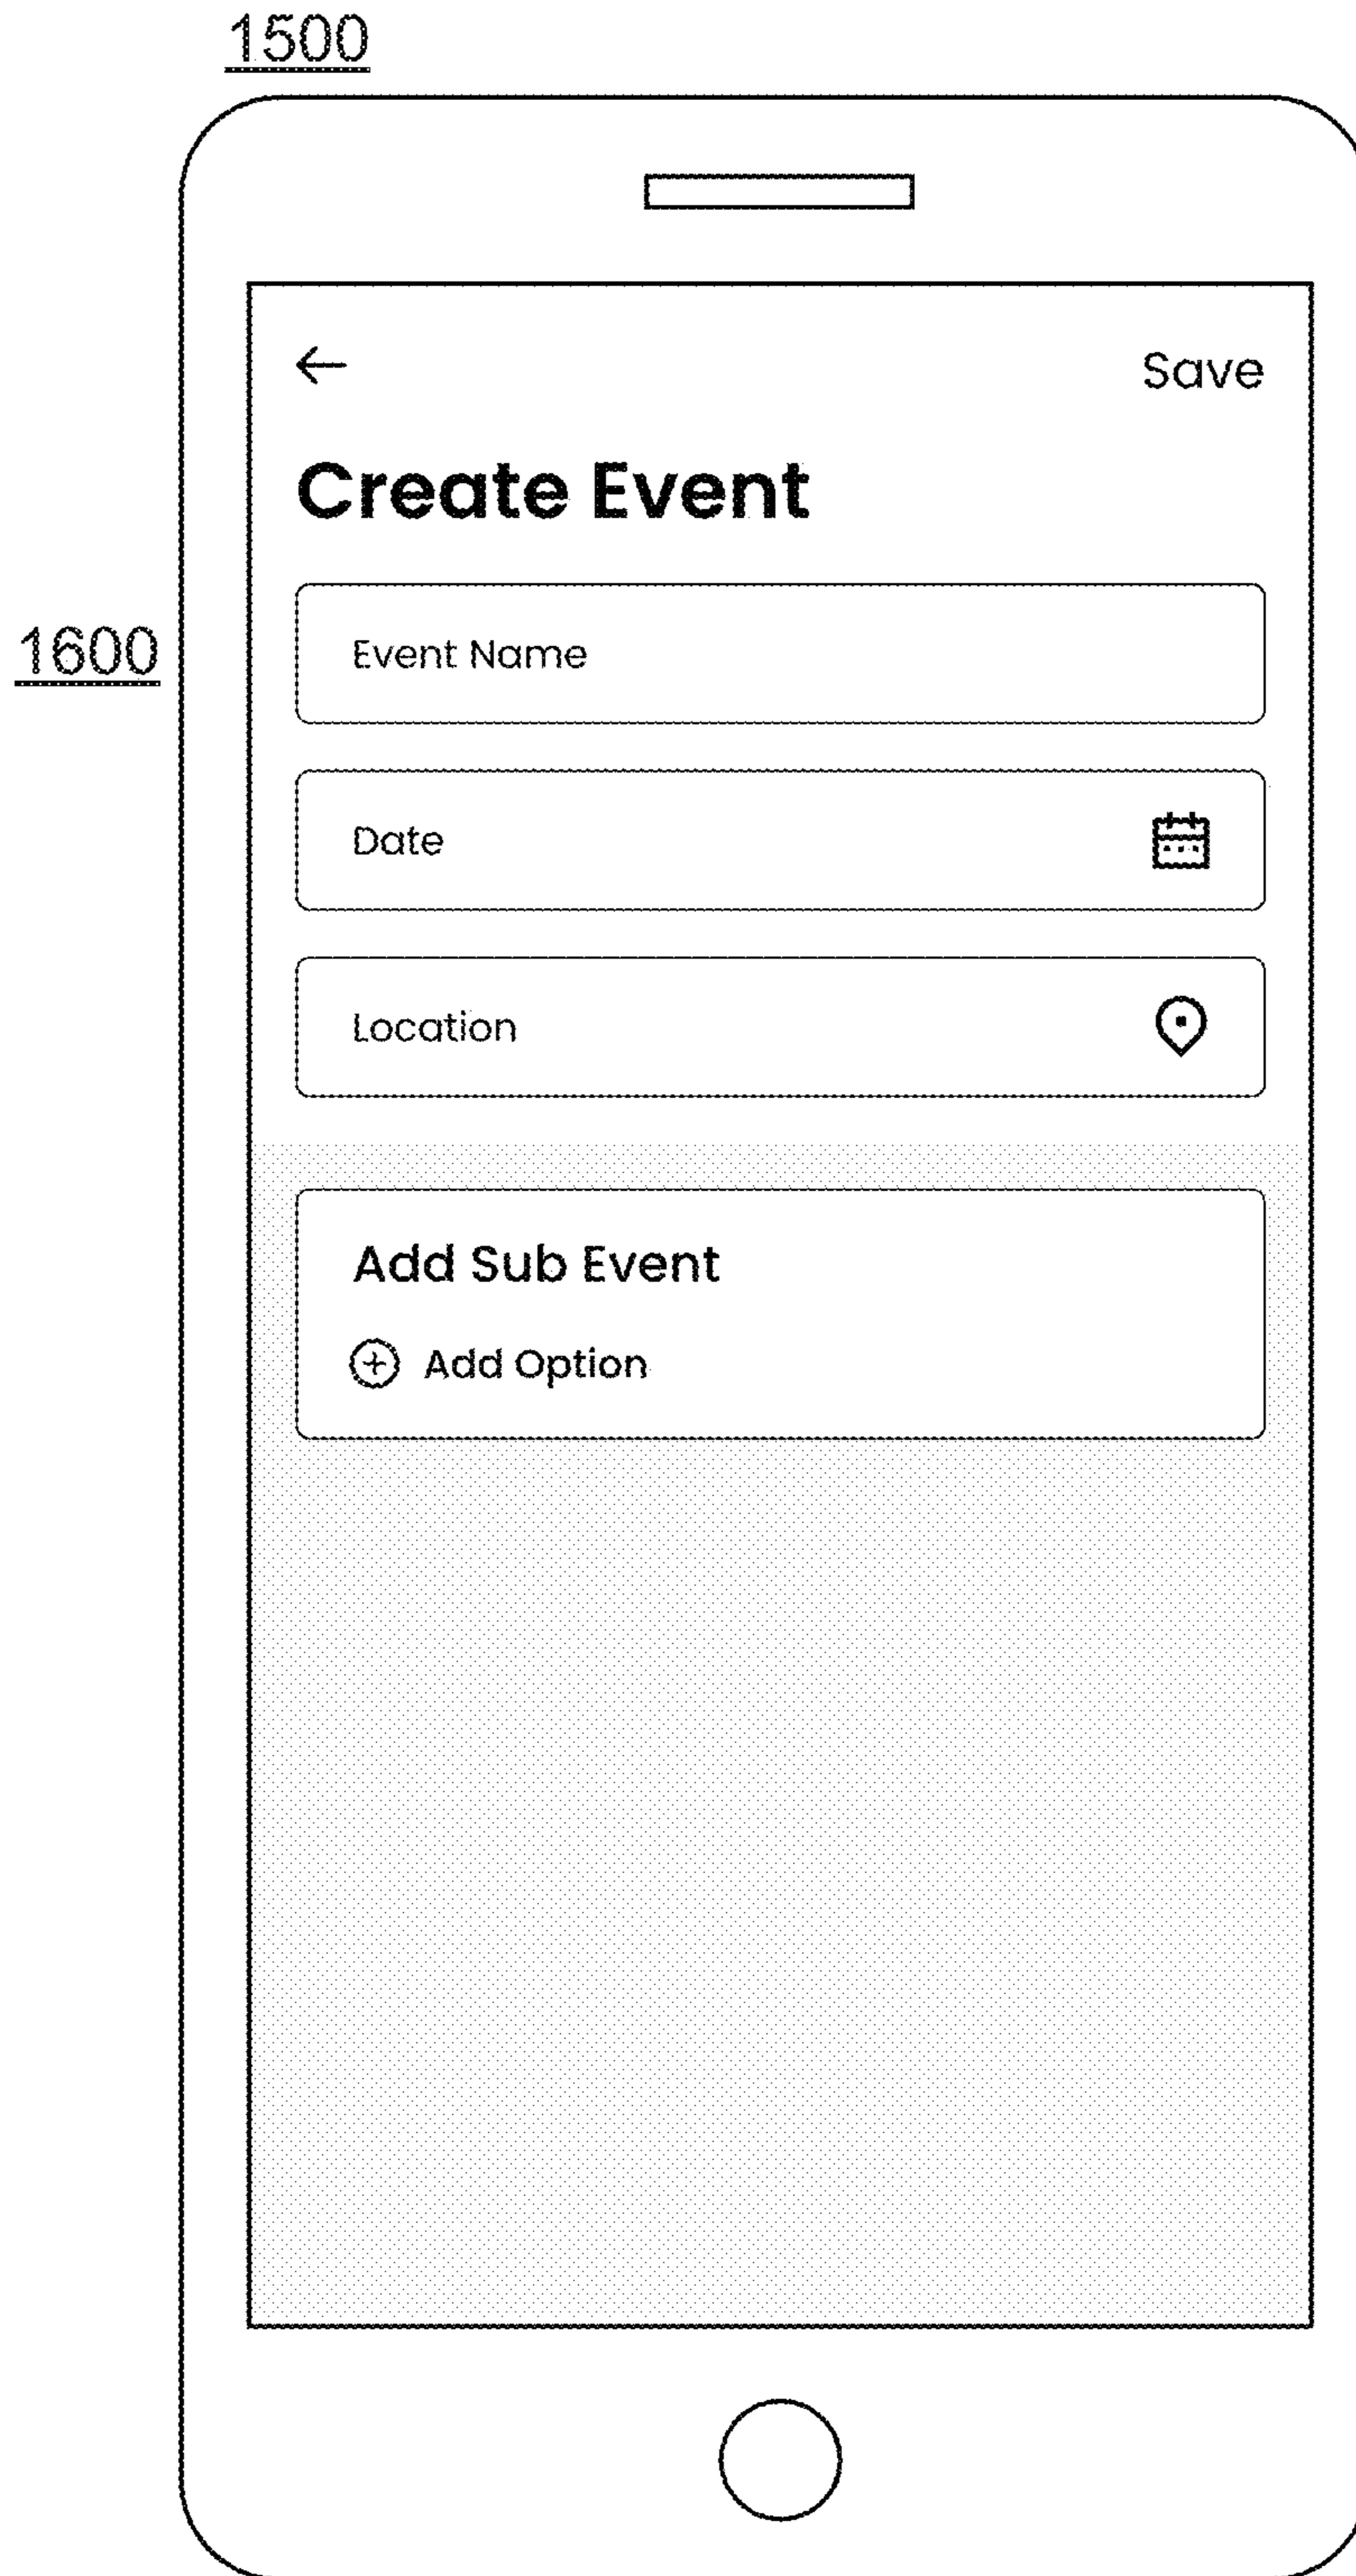 1500
Save
Create Event
1600
Event Name
Date
Location
Add Sub Event
Add Option